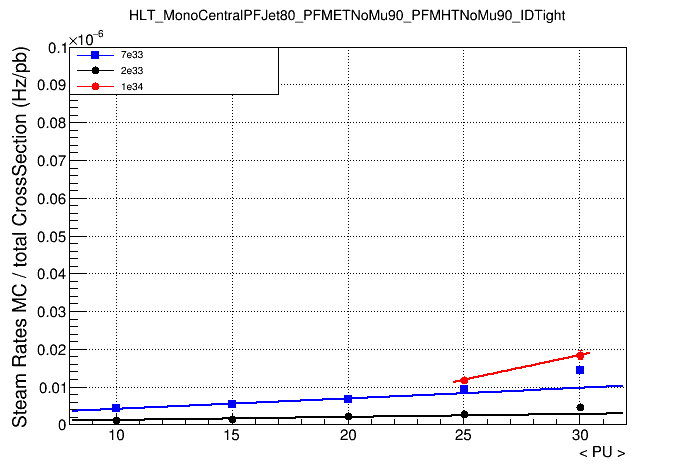 HLT_MonoCentralPFJet80_PFMETNoMu90_PFMHTNoMu90_IDTight
×10⁻⁶
Steam Rates MC / total CrossSection (Hz/pb)
0.1
0.09
0.08
0.07
0.06
0.05
0.04
0.03
0.02
0.01
0
7e33
2e33
1e34
10 15 20 25 30
< PU >